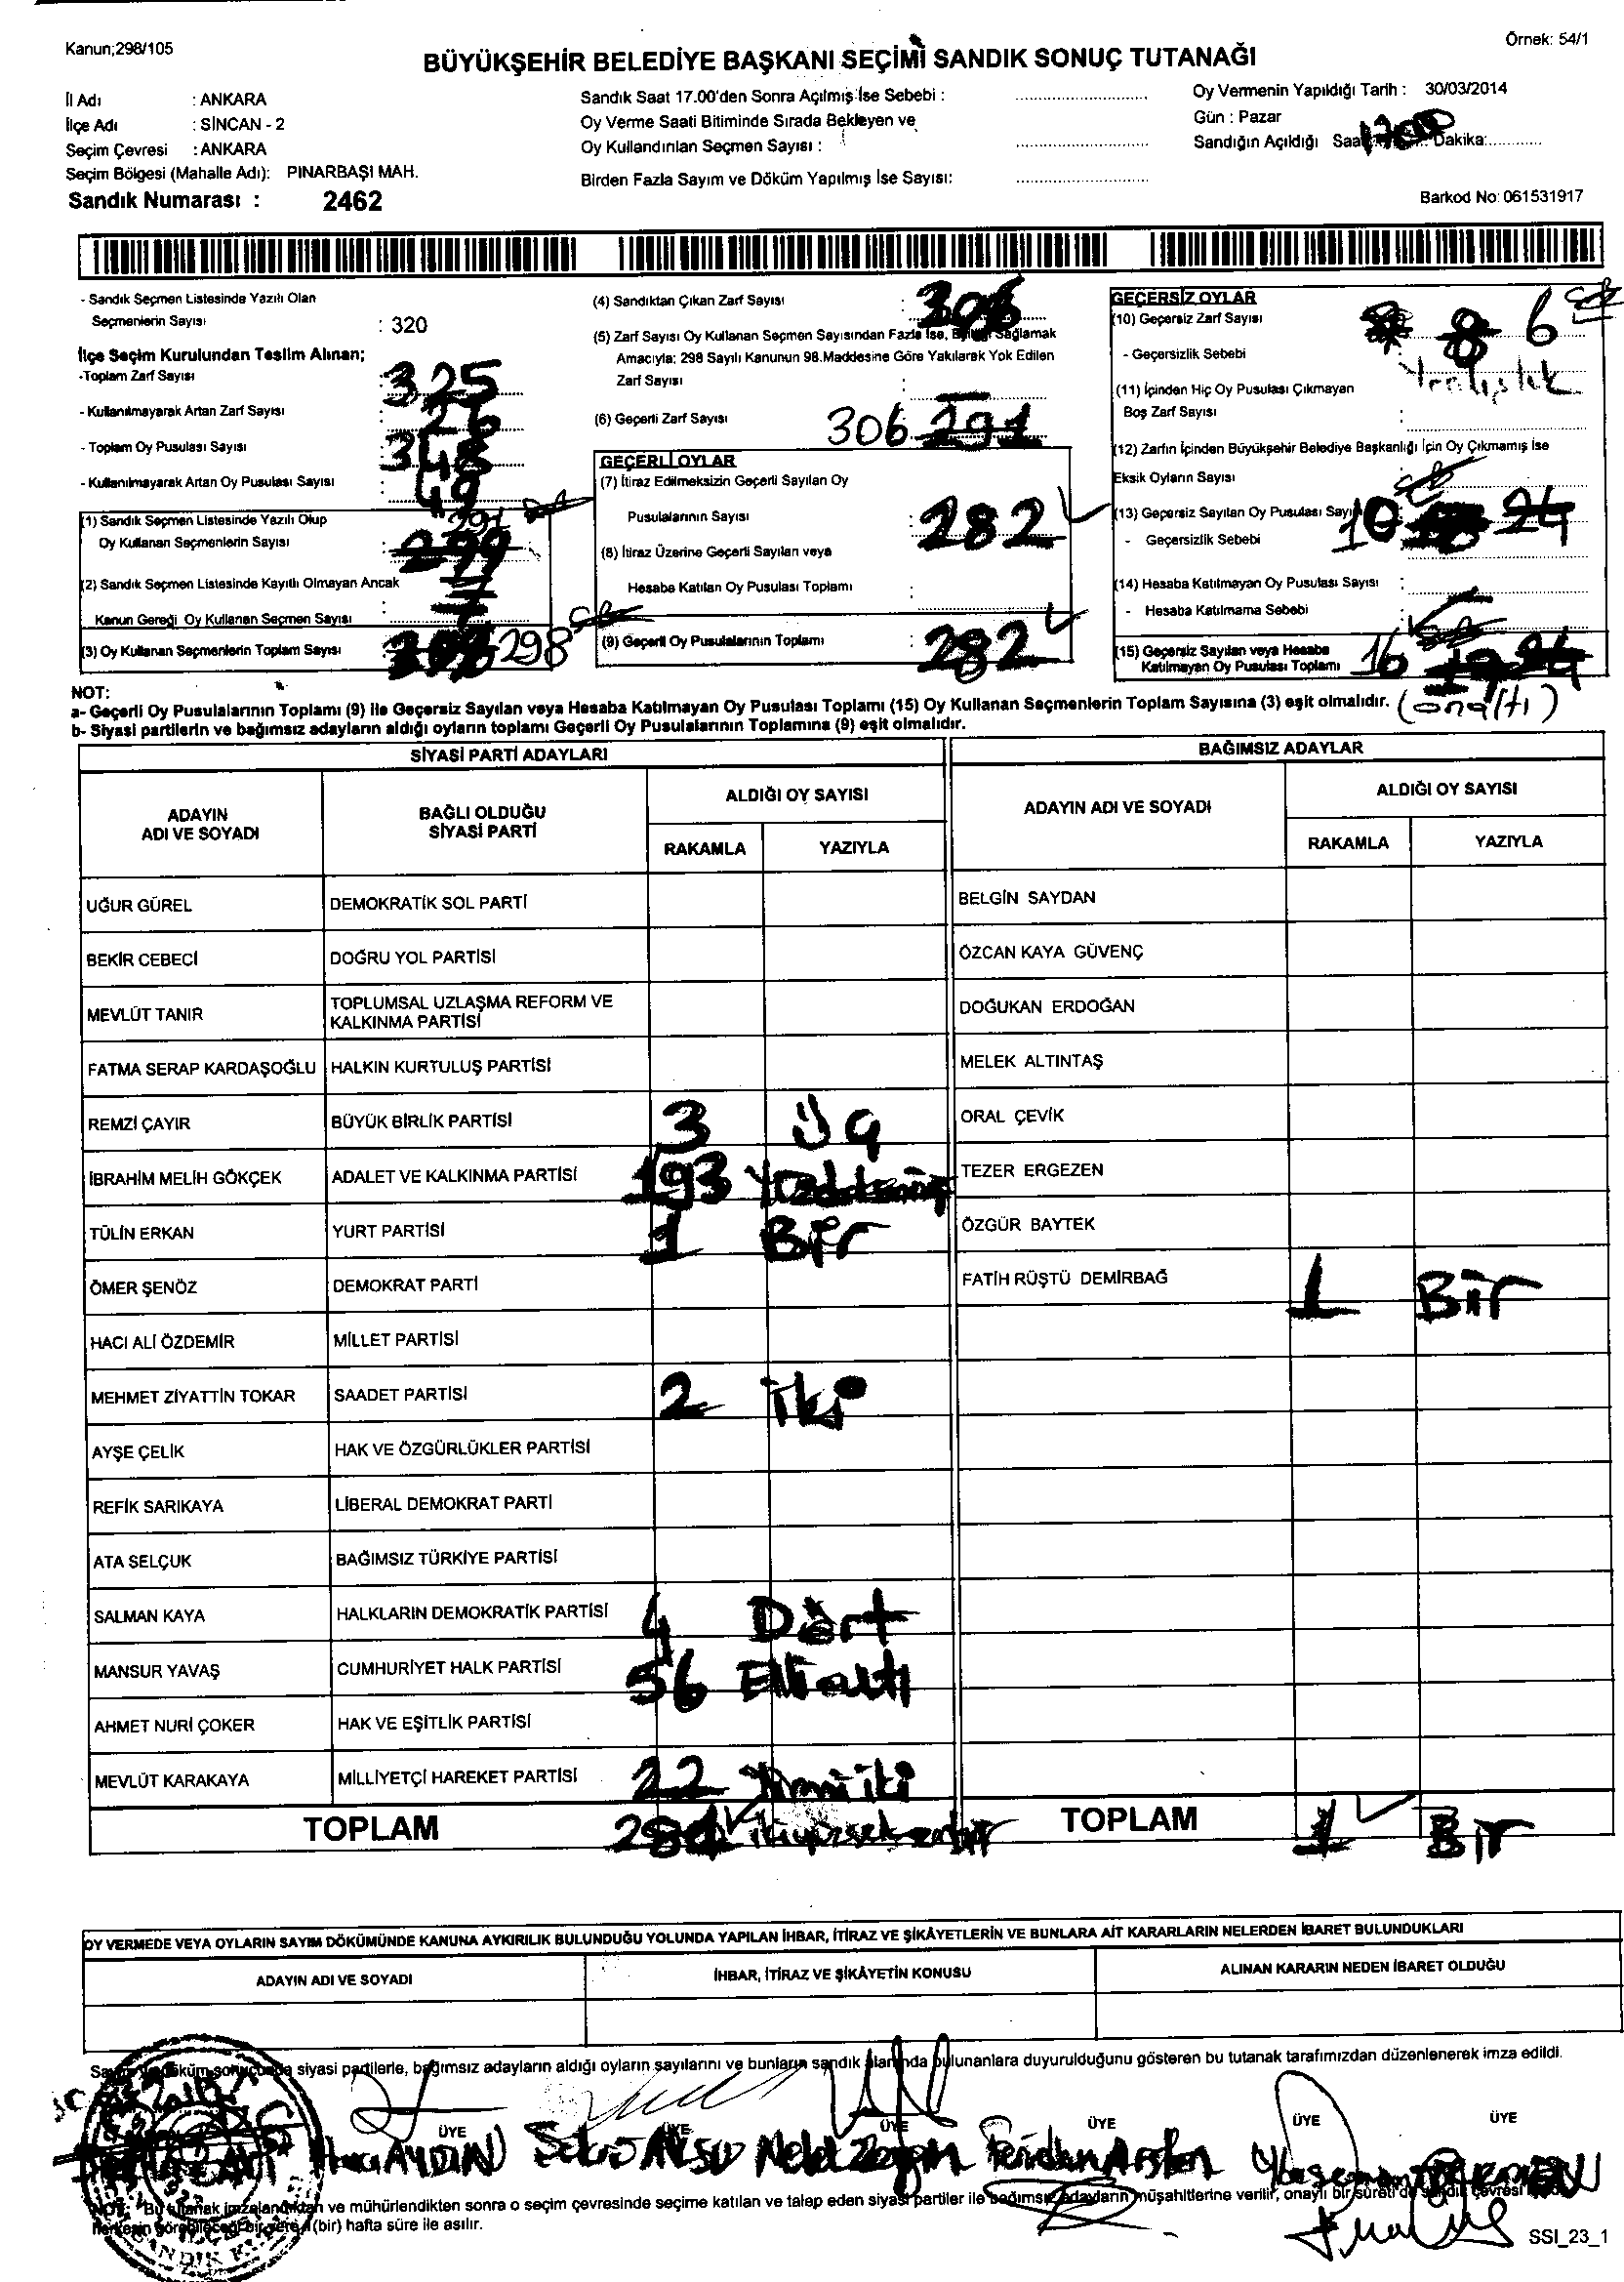 Kanun;298/105
Örnek: 54/1
BÜYÜKŞEHİR BELEDİYE BAŞKANI SEÇİMİ SANDIK SONUÇ TUTANAĞI
İl Adı : ANKARA
İlçe Adı : SİNCAN - 2
Seçim Çevresi : ANKARA
Seçim Bölgesi (Mahalle Adı): PINARBAŞI MAH.
Sandık Numarası : 2462
Sandık Saat 17.00'den Sonra Açılmış İse Sebebi :
Oy Verme Saati Bitiminde Sırada Bekleyen ve
Oy Kullandırılan Seçmen Sayısı :
Birden Fazla Sayım ve Döküm Yapılmış İse Sayısı:
Oy Vermenin Yapıldığı Tarih : 30/03/2014
Gün : Pazar
Sandığın Açıldığı Saat 1700 Dakika:
Barkod No: 061531917
- Sandık Seçmen Listesinde Yazılı Olan
Seçmenlerin Sayısı : 320
İlçe Seçim Kurulundan Teslim Alınan;
-Toplam Zarf Sayısı : 325
- Kullanılmayarak Artan Zarf Sayısı : 26
- Toplam Oy Pusulası Sayısı : 348
- Kullanılmayarak Artan Oy Pusulası Sayısı : 49
(1) Sandık Seçmen Listesinde Yazılı Olup
Oy Kullanan Seçmenlerin Sayısı : 291
(2) Sandık Seçmen Listesinde Kayıtlı Olmayan Ancak
Kanun Gereği Oy Kullanan Seçmen Sayısı : 7
(3) Oy Kullanan Seçmenlerin Toplam Sayısı : 298
(4) Sandıktan Çıkan Zarf Sayısı : 306
(5) Zarf Sayısı Oy Kullanan Seçmen Sayısından Fazla İse, Eşitliği Sağlamak
Amacıyla; 298 Sayılı Kanunun 98.Maddesine Göre Yakılarak Yok Edilen
Zarf Sayısı :
(6) Geçerli Zarf Sayısı 306 291
GEÇERLİ OYLAR
(7) İtiraz Edilmeksizin Geçerli Sayılan Oy
Pusulalarının Sayısı : 282
(8) İtiraz Üzerine Geçerli Sayılan veya
Hesaba Katılan Oy Pusulası Toplamı :
(9) Geçerli Oy Pusulalarının Toplamı : 282
GEÇERSİZ OYLAR
(10) Geçersiz Zarf Sayısı 8 6
- Geçersizlik Sebebi
(11) İçinden Hiç Oy Pusulası Çıkmayan
Boş Zarf Sayısı :
(12) Zarfın İçinden Büyükşehir Belediye Başkanlığı İçin Oy Çıkmamış İse
Eksik Oyların Sayısı
(13) Geçersiz Sayılan Oy Pusulası Sayısı 10 24
- Geçersizlik Sebebi
(14) Hesaba Katılmayan Oy Pusulası Sayısı :
- Hesaba Katılmama Sebebi
(15) Geçersiz Sayılan veya Hesaba
Katılmayan Oy Pusulası Toplamı 16 24
(onaltı)
NOT:
a- Geçerli Oy Pusulalarının Toplamı (9) ile Geçersiz Sayılan veya Hesaba Katılmayan Oy Pusulası Toplamı (15) Oy Kullanan Seçmenlerin Toplam Sayısına (3) eşit olmalıdır.
b- Siyasi partilerin ve bağımsız adayların aldığı oyların toplamı Geçerli Oy Pusulalarının Toplamına (9) eşit olmalıdır.
SİYASİ PARTİ ADAYLARI
ADAYIN ADI VE SOYADI
BAĞLI OLDUĞU SİYASİ PARTİ
ALDIĞI OY SAYISI
RAKAMLA YAZIYLA
UĞUR GÜREL DEMOKRATİK SOL PARTİ
BEKİR CEBECİ DOĞRU YOL PARTİSİ
MEVLÜT TANIR TOPLUMSAL UZLAŞMA REFORM VE
KALKINMA PARTİSİ
FATMA SERAP KARDAŞOĞLU HALKIN KURTULUŞ PARTİSİ
REMZİ ÇAYIR BÜYÜK BİRLİK PARTİSİ 3 Üç
İBRAHİM MELİH GÖKÇEK ADALET VE KALKINMA PARTİSİ 193
TÜLİN ERKAN YURT PARTİSİ 1 Bir
ÖMER ŞENÖZ DEMOKRAT PARTİ
HACI ALİ ÖZDEMİR MİLLET PARTİSİ
MEHMET ZİYATTİN TOKAR SAADET PARTİSİ 2 iki
AYŞE ÇELİK HAK VE ÖZGÜRLÜKLER PARTİSİ
REFİK SARIKAYA LİBERAL DEMOKRAT PARTİ
ATA SELÇUK BAĞIMSIZ TÜRKİYE PARTİSİ
SALMAN KAYA HALKLARIN DEMOKRATİK PARTİSİ 4 Dört
MANSUR YAVAŞ CUMHURİYET HALK PARTİSİ 56 Elli altı
AHMET NURİ ÇOKER HAK VE EŞİTLİK PARTİSİ
MEVLÜT KARAKAYA MİLLİYETÇİ HAREKET PARTİSİ 22 Yirmi iki
TOPLAM 281 ikiyüzseksenbir
BAĞIMSIZ ADAYLAR
ADAYIN ADI VE SOYADI
ALDIĞI OY SAYISI
RAKAMLA YAZIYLA
BELGİN SAYDAN
ÖZCAN KAYA GÜVENÇ
DOĞUKAN ERDOĞAN
MELEK ALTINTAŞ
ORAL ÇEVİK
TEZER ERGEZEN
ÖZGÜR BAYTEK
FATİH RÜŞTÜ DEMİRBAĞ 1 Bir
TOPLAM 1 Bir
OY VERMEDE VEYA OYLARIN SAYIM DÖKÜMÜNDE KANUNA AYKIRILIK BULUNDUĞU YOLUNDA YAPILAN İHBAR, İTİRAZ VE ŞİKÂYETLERİN VE BUNLARA AİT KARARLARIN NELERDEN İBARET BULUNDUKLARI
ADAYIN ADI VE SOYADI İHBAR, İTİRAZ VE ŞİKÂYETİN KONUSU ALINAN KARARIN NEDEN İBARET OLDUĞU
siyasi partilerle, bağımsız adayların aldığı oyların sayılarını ve bunların sandık alanında bulunanlara duyurulduğunu gösteren bu tutanak tarafımızdan düzenlenerek imza edildi.
ÜYE ÜYE ÜYE ÜYE ÜYE ÜYE
AYDIN Peridan Arslan
NOT: Bu tutanak imzalandıktan ve mühürlendikten sonra o seçim çevresinde seçime katılan ve talep eden siyasi partiler ile bağımsız adayların müşahitlerine verilir, onaylı bir sureti de sandık çevresi
herkesin görebileceği bir yere 1 (bir) hafta süre ile asılır.
SSI_23_1